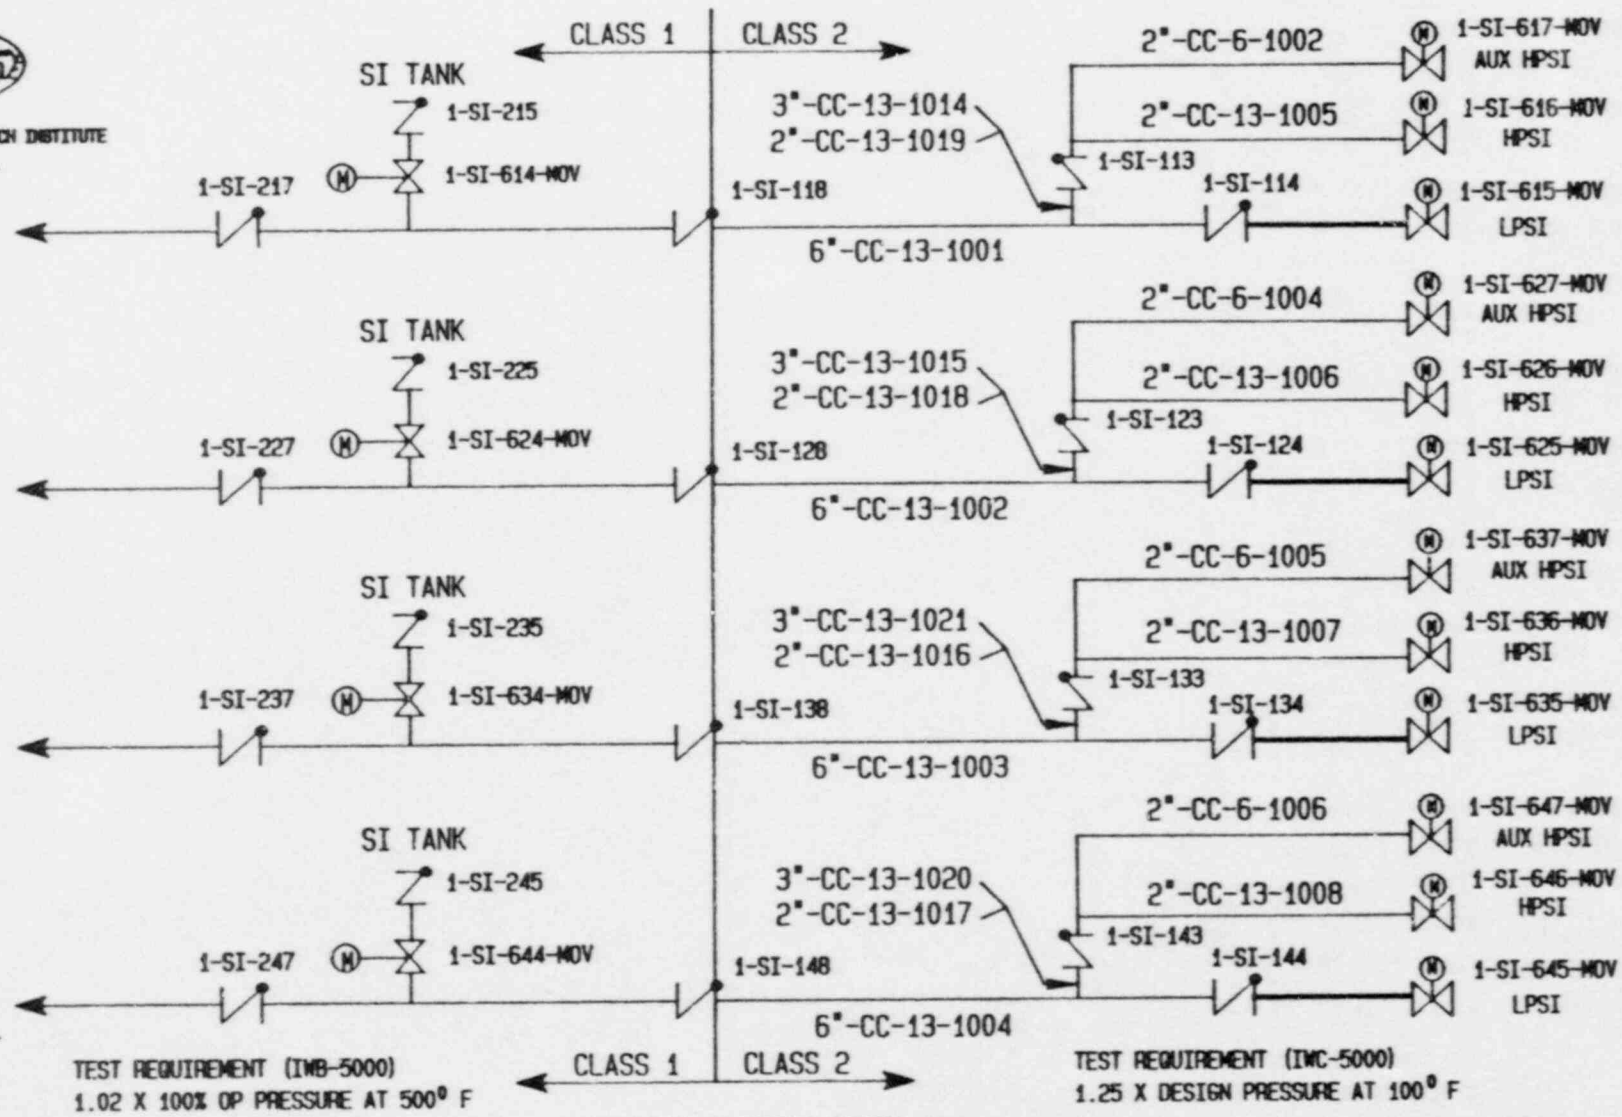 CLASS 1
CLASS 2
CH INSTITUTE
SI TANK
1-SI-215
1-SI-614-MOV
M
1-SI-217
1-SI-118
3"-CC-13-1014
2"-CC-13-1019
2"-CC-6-1002
M
1-SI-617-MOV
AUX HPSI
2"-CC-13-1005
M
1-SI-616-MOV
HPSI
1-SI-113
1-SI-114
M
1-SI-615-MOV
LPSI
6"-CC-13-1001
SI TANK
1-SI-225
1-SI-624-MOV
M
1-SI-227
1-SI-128
3"-CC-13-1015
2"-CC-13-1018
2"-CC-6-1004
M
1-SI-627-MOV
AUX HPSI
2"-CC-13-1006
M
1-SI-626-MOV
HPSI
1-SI-123
1-SI-124
M
1-SI-625-MOV
LPSI
6"-CC-13-1002
SI TANK
1-SI-235
1-SI-634-MOV
M
1-SI-237
1-SI-138
3"-CC-13-1021
2"-CC-13-1016
2"-CC-6-1005
M
1-SI-637-MOV
AUX HPSI
2"-CC-13-1007
M
1-SI-636-MOV
HPSI
1-SI-133
1-SI-134
M
1-SI-635-MOV
LPSI
6"-CC-13-1003
SI TANK
1-SI-245
1-SI-644-MOV
M
1-SI-247
1-SI-148
3"-CC-13-1020
2"-CC-13-1017
2"-CC-6-1006
M
1-SI-647-MOV
AUX HPSI
2"-CC-13-1008
M
1-SI-646-MOV
HPSI
1-SI-143
1-SI-144
M
1-SI-645-MOV
LPSI
6"-CC-13-1004
TEST REQUIREMENT (IWB-5000)
1.02 X 100% OP PRESSURE AT 500⁰ F
CLASS 1
CLASS 2
TEST REQUIREMENT (IWC-5000)
1.25 X DESIGN PRESSURE AT 100⁰ F